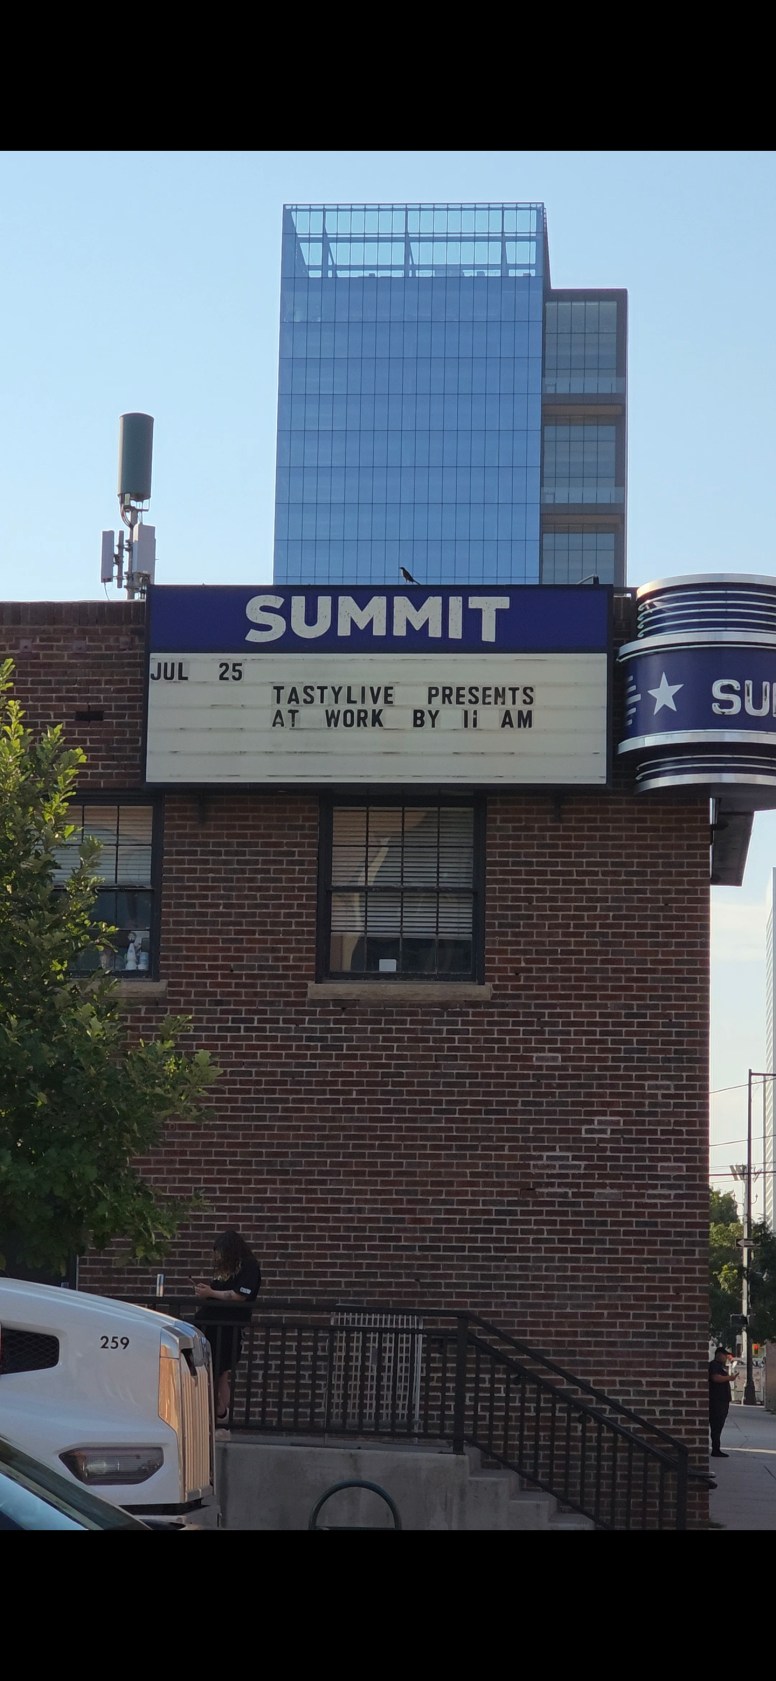 SUMMIT
JUL 25
TASTYLIVE PRESENTS
AT WORK BY 11 AM
SU
259